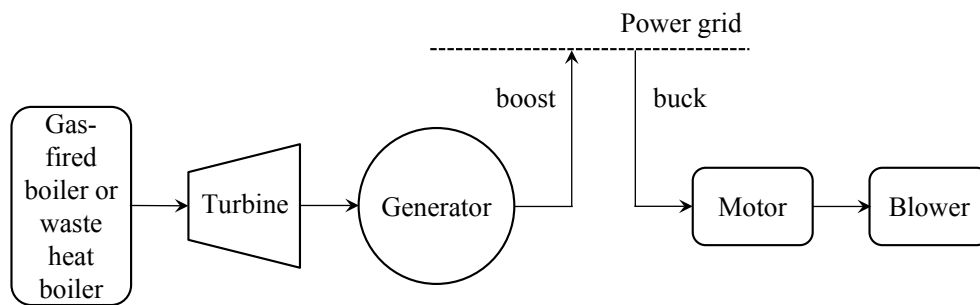 Power grid
boost
buck
Gas-
fired
boiler or
waste
heat
boiler
Turbine
Generator
Motor
Blower